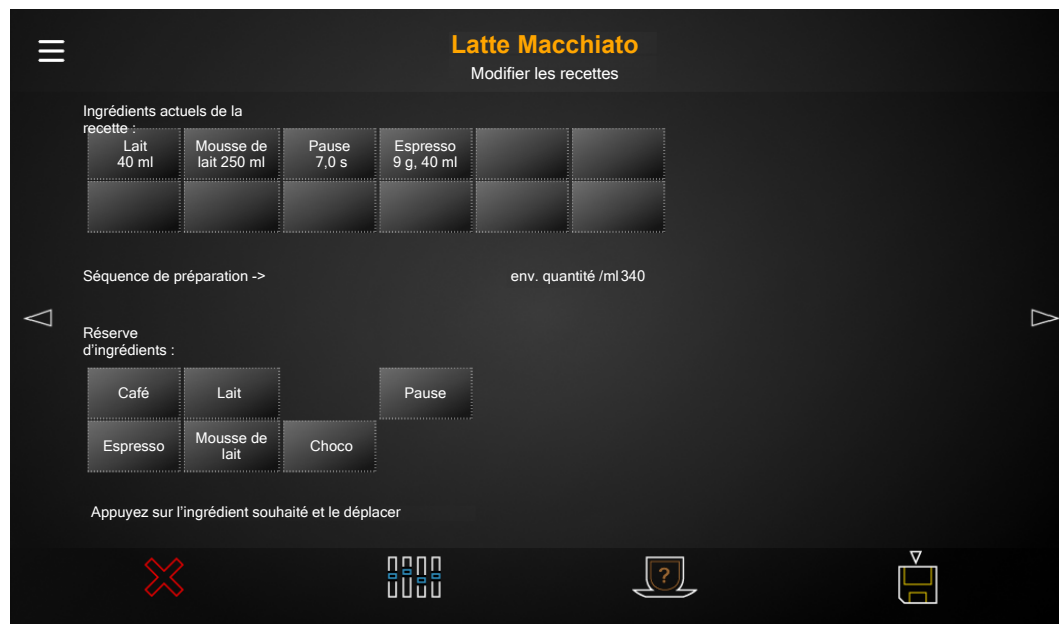 Latte Macchiato
Modifier les recettes
Ingrédients actuels de la
recette :
Lait
40 ml
Mousse de
lait 250 ml
Pause
7,0 s
Espresso
9 g, 40 ml
Séquence de préparation -> env. quantité /ml 340
Réserve
d'ingrédients :
Café
Lait
Pause
Espresso
Mousse de
lait
Choco
Appuyez sur l'ingrédient souhaité et le déplacer
?